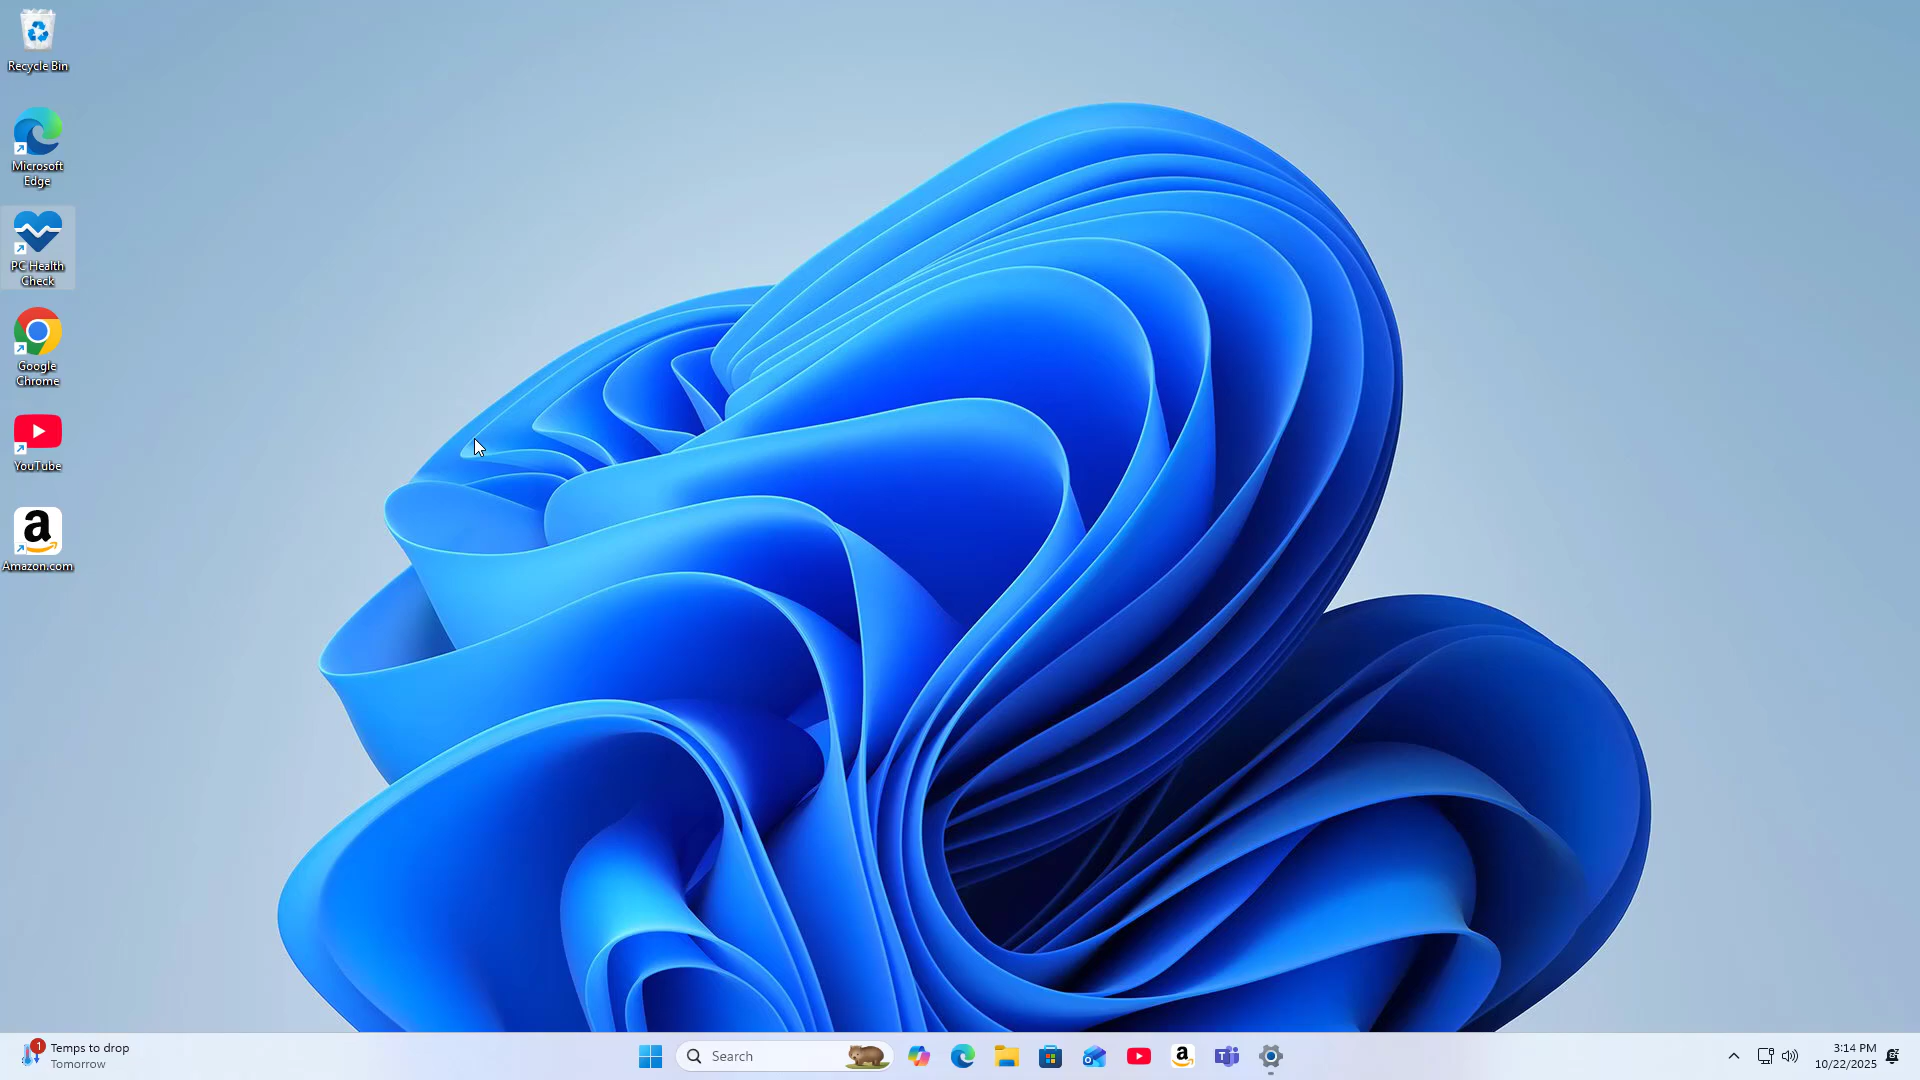 Recycle Bin
Microsoft
Edge
PC Health
Check
Google
Chrome
YouTube
a
Amazon.com
1
Temps to drop
Tomorrow
Search
a
3:14 PM
10/22/2025